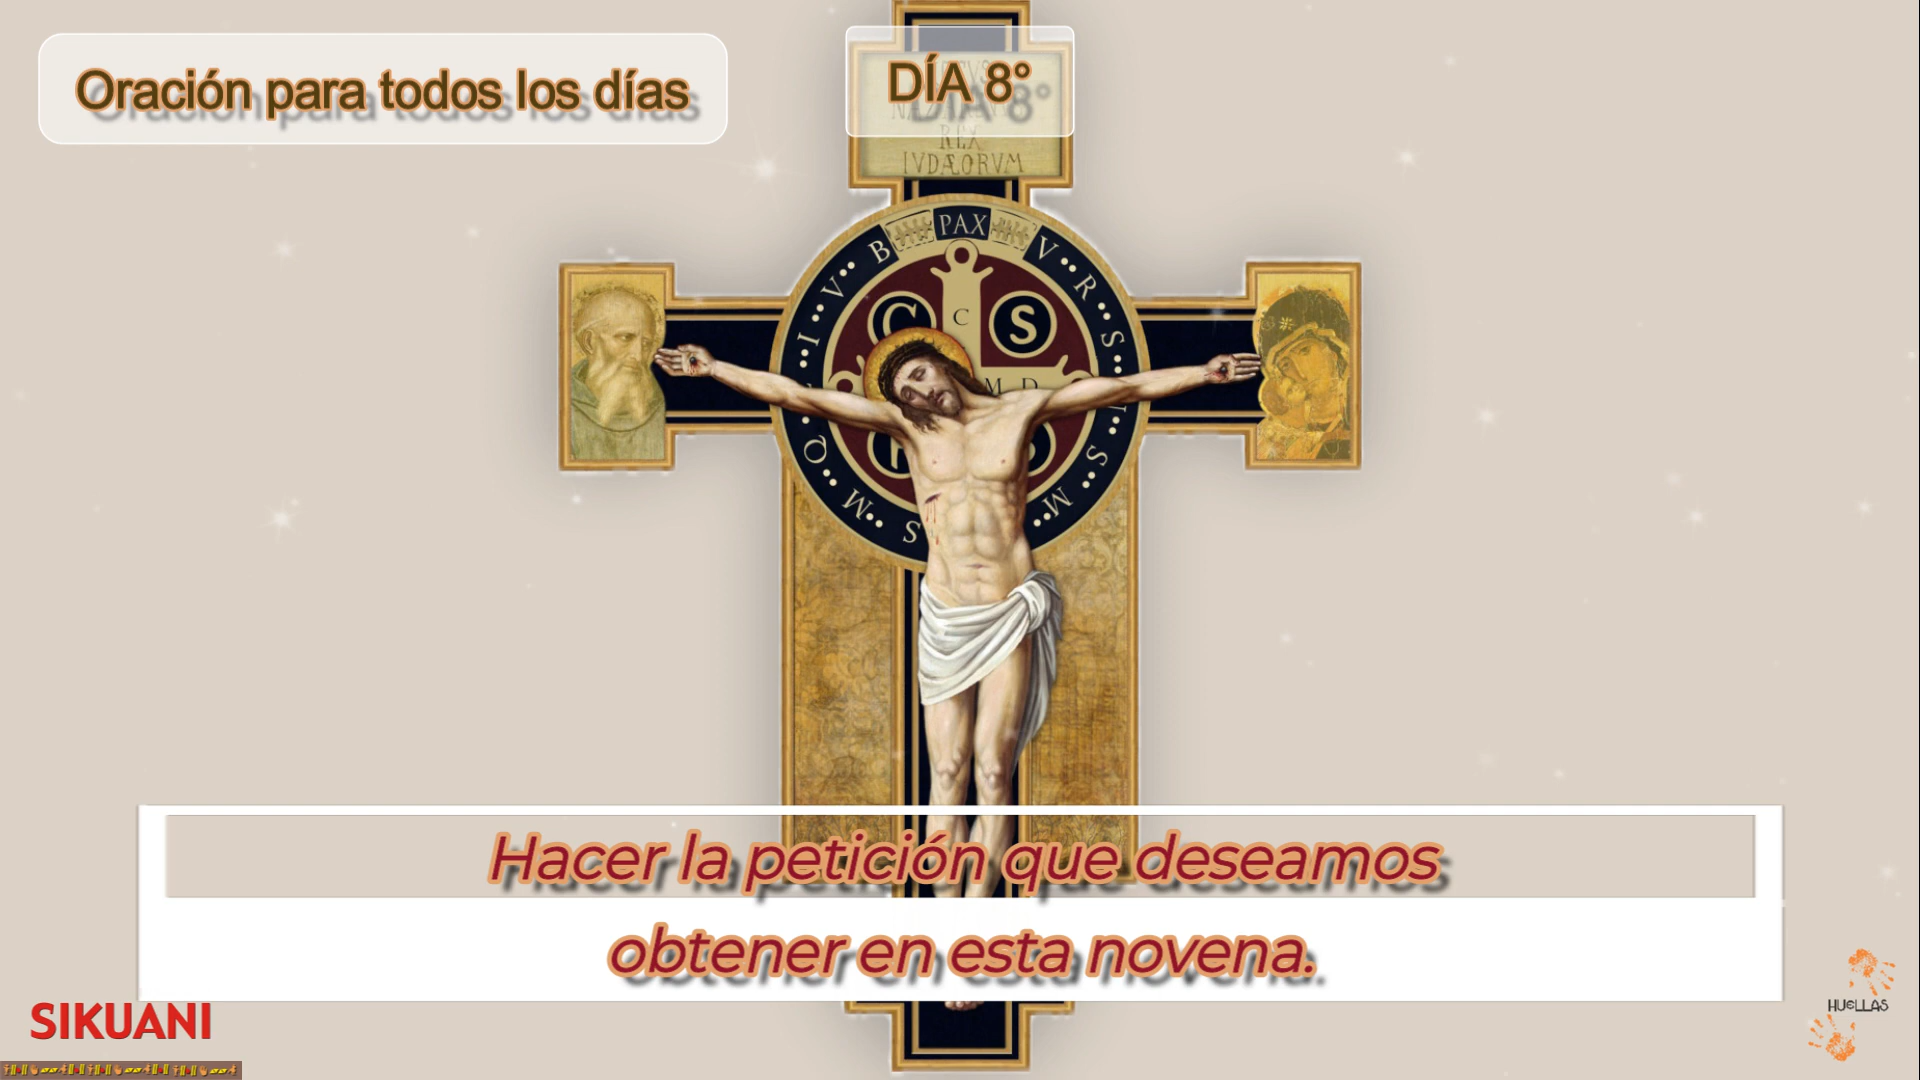 Oración para todos los días
DÍA 8°
REX
IVDÆORVM
PAX
B
V
R
S
V
I
C
S
C
M D
S
Q
M
M
S
Hacer la petición que deseamos
obtener en esta novena.
SIKUANI
HUELLAS